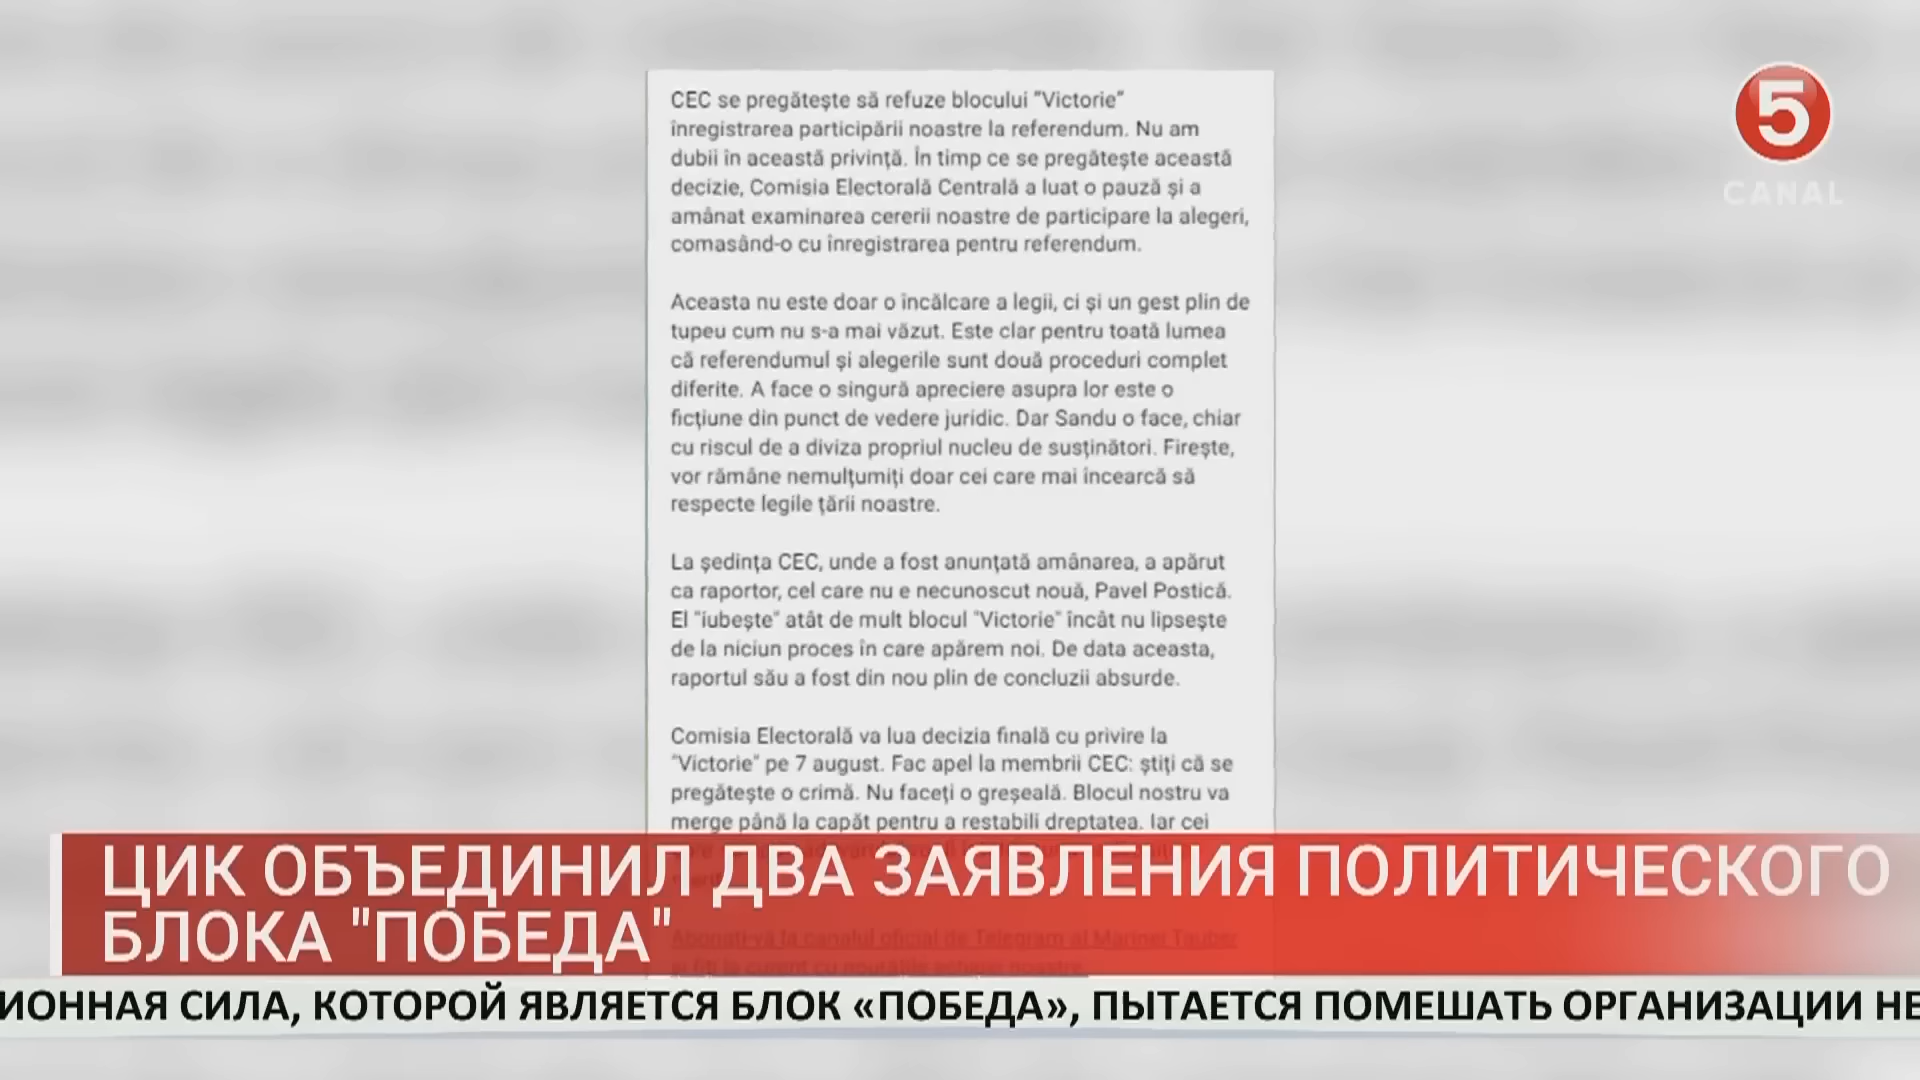 CEC se pregătește să refuze blocului "Victorie"
înregistrarea participării noastre la referendum. Nu am
dubii în această privință. În timp ce se pregătește această
decizie, Comisia Electorală Centrală a luat o pauză și a
amânat examinarea cererii noastre de participare la alegeri,
comasând-o cu înregistrarea pentru referendum.
Aceasta nu este doar o încălcare a legii, ci și un gest plin de
tupeu cum nu s-a mai văzut. Este clar pentru toată lumea
că referendumul și alegerile sunt două proceduri complet
diferite. A face o singură apreciere asupra lor este o
ficțiune din punct de vedere juridic. Dar Sandu o face, chiar
cu riscul de a diviza propriul nucleu de susținători. Firește,
vor rămâne nemulțumiți doar cei care mai încearcă să
respecte legile țării noastre.
La ședința CEC, unde a fost anunțată amânarea, a apărut
ca raportor, cel care nu e necunoscut nouă, Pavel Postică.
El "iubește" atât de mult blocul "Victorie" încât nu lipsește
de la niciun proces în care apărem noi. De data aceasta,
raportul său a fost din nou plin de concluzii absurde.
Comisia Electorală va lua decizia finală cu privire la
"Victorie" pe 7 august. Fac apel la membrii CEC: știți că se
pregătește o crimă. Nu faceți o greșeală. Blocul nostru va
merge până la capăt pentru a restabili dreptatea. Iar cei
Abonați-vă la canalul oficial de Telegram al Marinei Tauber
5
CANAL
ЦИК ОБЪЕДИНИЛ ДВА ЗАЯВЛЕНИЯ ПОЛИТИЧЕСКОГО
БЛОКА "ПОБЕДА"
ИОННАЯ СИЛА, КОТОРОЙ ЯВЛЯЕТСЯ БЛОК «ПОБЕДА», ПЫТАЕТСЯ ПОМЕШАТЬ ОРГАНИЗАЦИИ НЕ